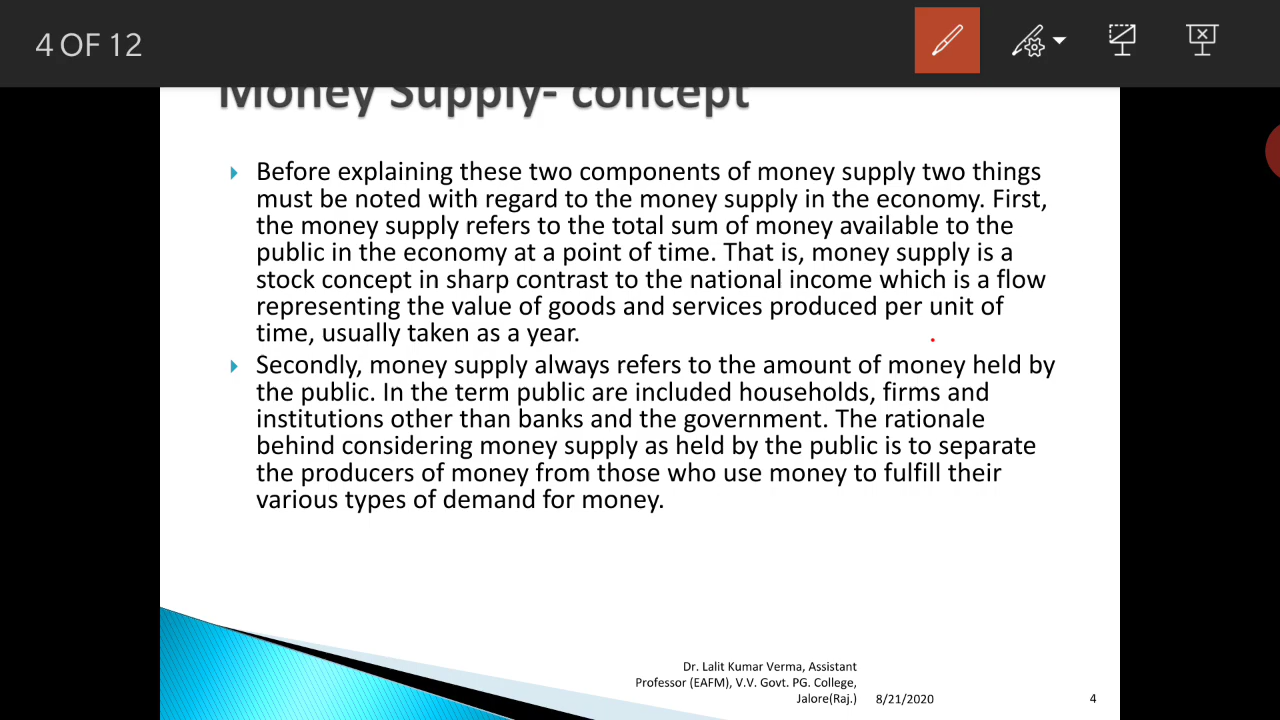 4 OF 12
Money Supply- concept
Before explaining these two components of money supply two things
must be noted with regard to the money supply in the economy. First,
the money supply refers to the total sum of money available to the
public in the economy at a point of time. That is, money supply is a
stock concept in sharp contrast to the national income which is a flow
representing the value of goods and services produced per unit of
time, usually taken as a year.
Secondly, money supply always refers to the amount of money held by
the public. In the term public are included households, firms and
institutions other than banks and the government. The rationale
behind considering money supply as held by the public is to separate
the producers of money from those who use money to fulfill their
various types of demand for money.
Dr. Lalit Kumar Verma, Assistant
Professor (EAFM), V.V. Govt. PG. College,
Jalore(Raj.) 8/21/2020 4